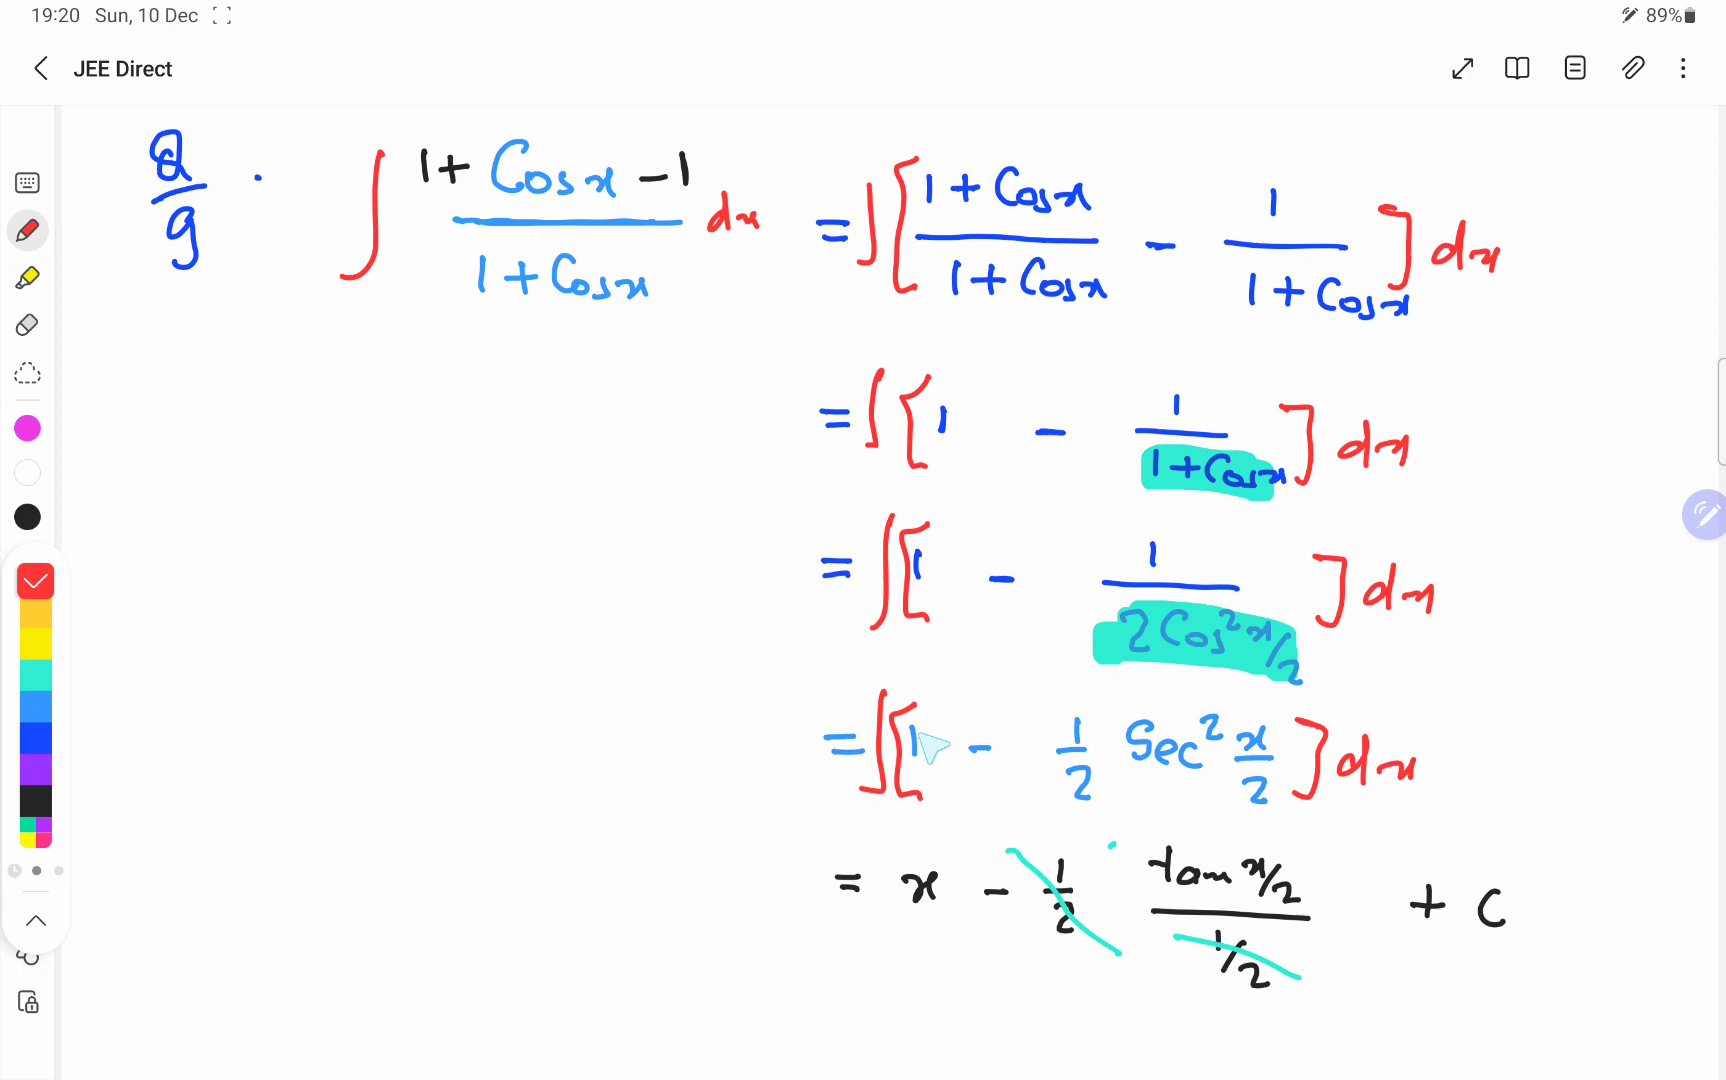 19:20 Sun, 10 Dec 89%
JEE Direct
Q/9 . ∫ (1 + Cos x − 1)/(1 + Cos x) dx = ∫ [ (1 + Cos x)/(1 + Cos x) − 1/(1 + Cos x) ] dx
= ∫ [ 1 − 1/(1 + Cos x) ] dx
= ∫ [ 1 − 1/(2 Cos² x/2) ] dx
= ∫ [ 1 − 1/2 Sec² x/2 ] dx
= x − 1/2 (tan x/2)/(1/2) + C